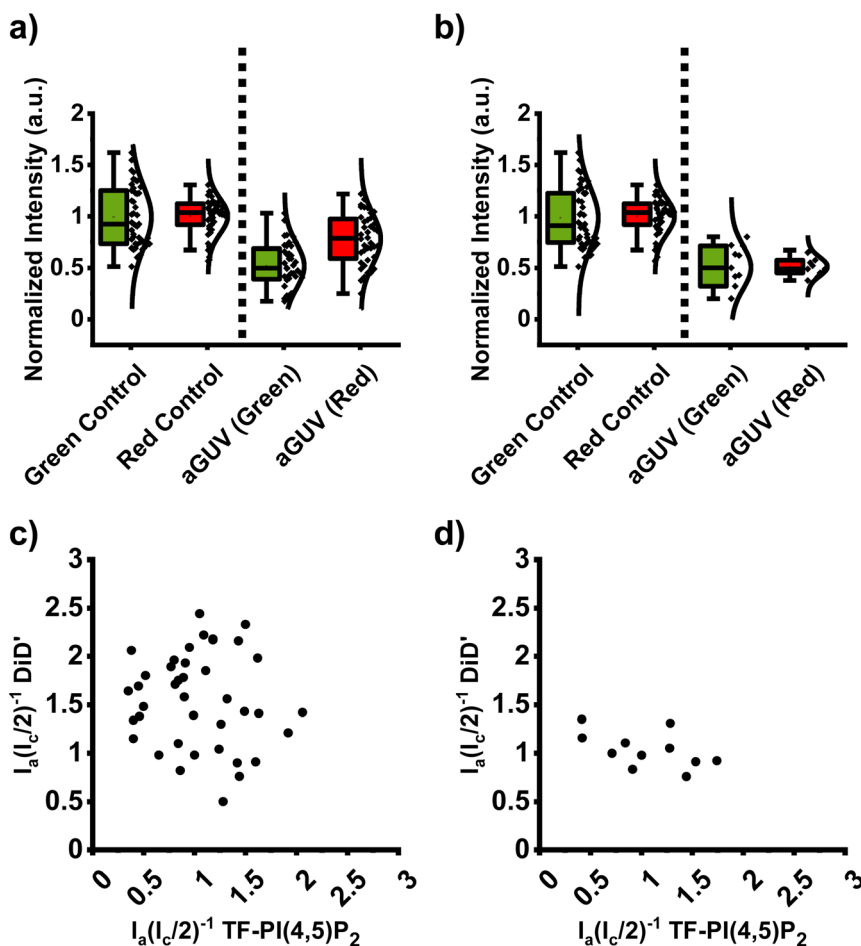 a)
Normalized Intensity (a.u.)
2
1.5
1
0.5
0
Green Control
Red Control
aGUV (Green)
aGUV (Red)
b)
Normalized Intensity (a.u.)
2
1.5
1
0.5
0
Green Control
Red Control
aGUV (Green)
aGUV (Red)
c)
Iₐ(I_c/2)⁻¹ DiD'
3
2.5
2
1.5
1
0.5
0
0
0.5
1
1.5
2
2.5
3
Iₐ(I_c/2)⁻¹ TF-PI(4,5)P₂
d)
Iₐ(I_c/2)⁻¹ DiD'
3
2.5
2
1.5
1
0.5
0
0
0.5
1
1.5
2
2.5
3
Iₐ(I_c/2)⁻¹ TF-PI(4,5)P₂